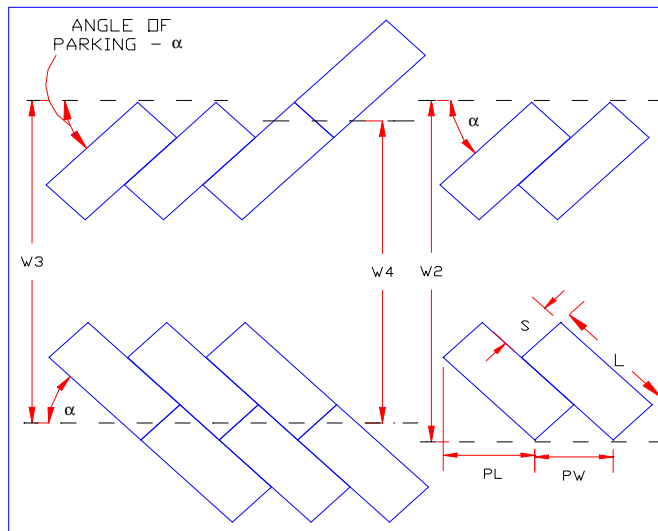 ANGLE OF
PARKING - α
α
W3
W4
W2
S
L
α
PL
PW